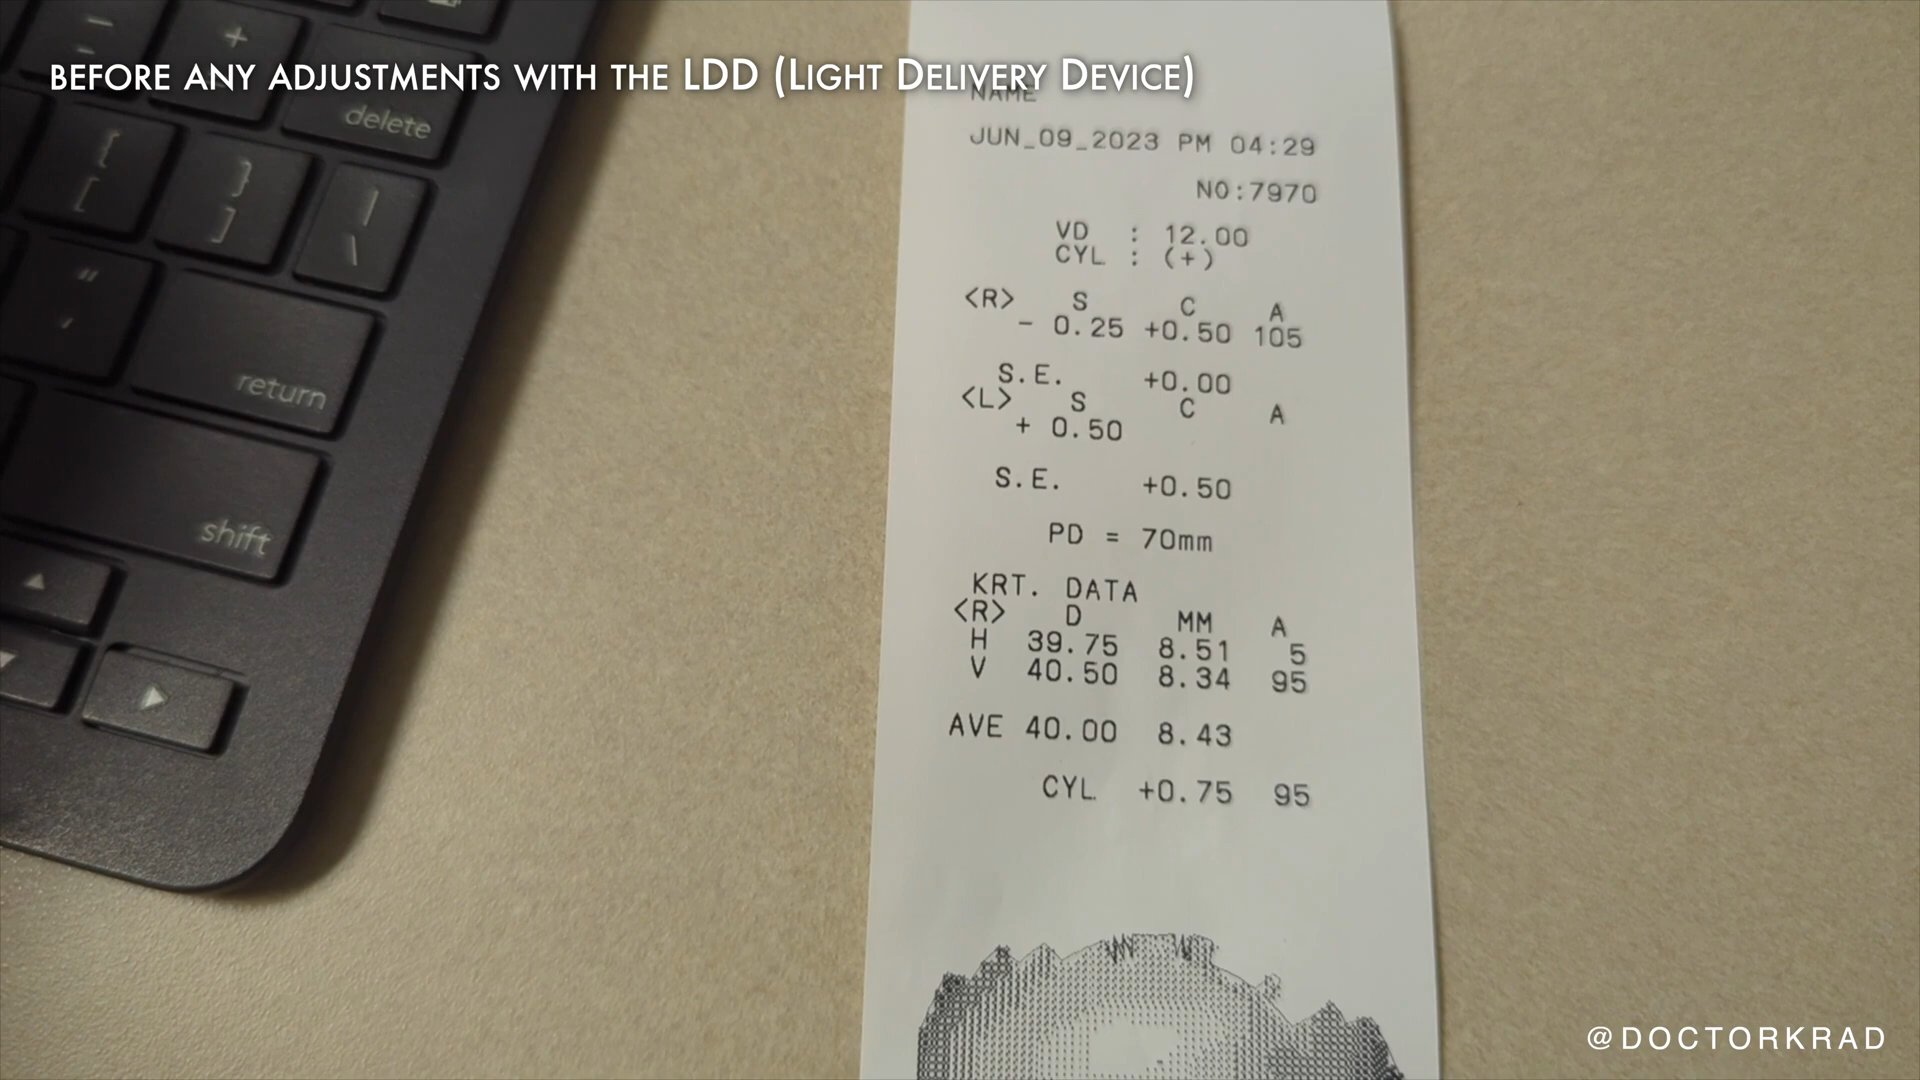 BEFORE ANY ADJUSTMENTS WITH THE LDD (LIGHT DELIVERY DEVICE)
NAME
JUN_09_2023 PM 04:29
NO:7970
VD : 12.00
CYL : (+)
<R> S C A
- 0.25 +0.50 105
S.E. +0.00
<L> S C A
+ 0.50
S.E. +0.50
PD = 70mm
KRT. DATA
<R> D MM A
H 39.75 8.51 5
V 40.50 8.34 95
AVE 40.00 8.43
CYL +0.75 95
@DOCTORKRAD
+
delete
{
[
}
]
|
\
"
'
return
shift